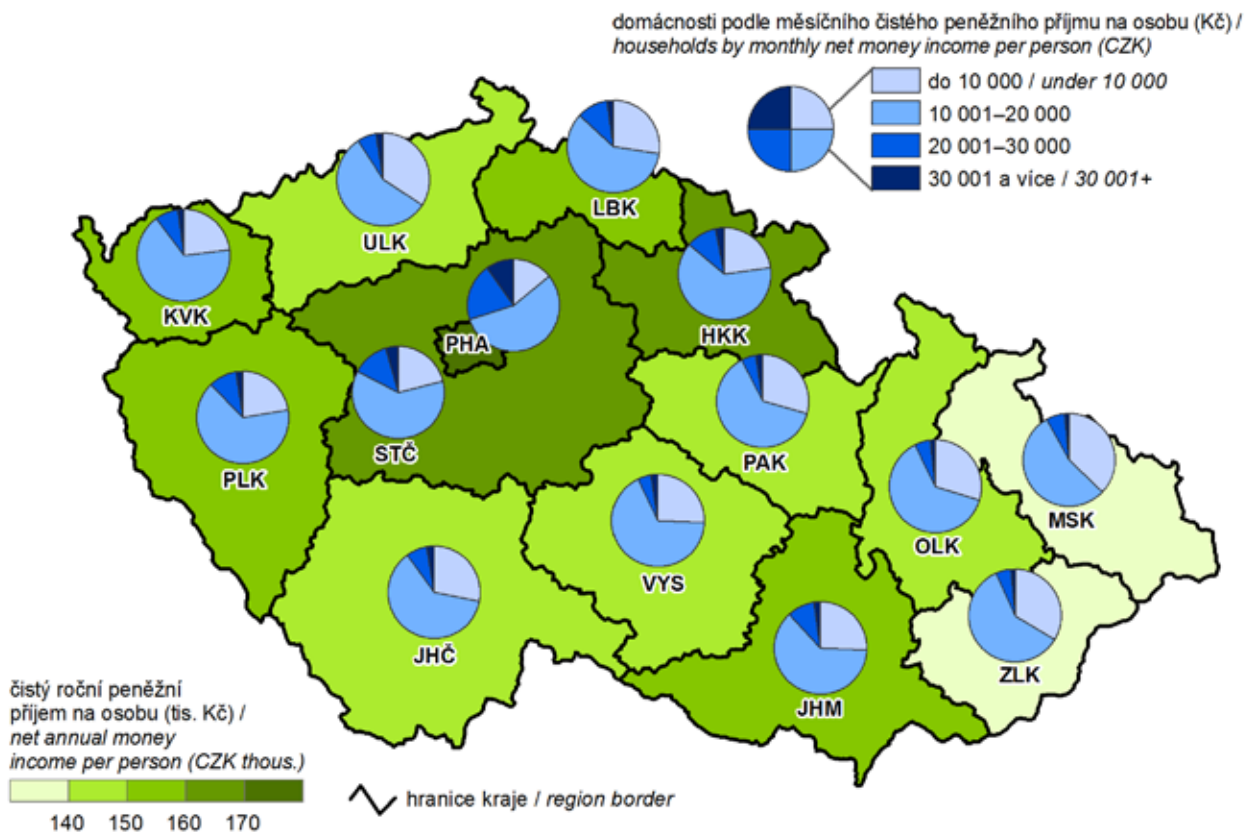 domácnosti podle měsíčního čistého peněžního příjmu na osobu (Kč) /
households by monthly net money income per person (CZK)
do 10 000 / under 10 000
10 001–20 000
20 001–30 000
30 001 a více / 30 001+
LBK
ULK
KVK
HKK
PHA
STČ
PAK
PLK
MSK
OLK
VYS
JHČ
ZLK
JHM
čistý roční peněžní
příjem na osobu (tis. Kč) /
net annual money
income per person (CZK thous.)
140 150 160 170
hranice kraje / region border